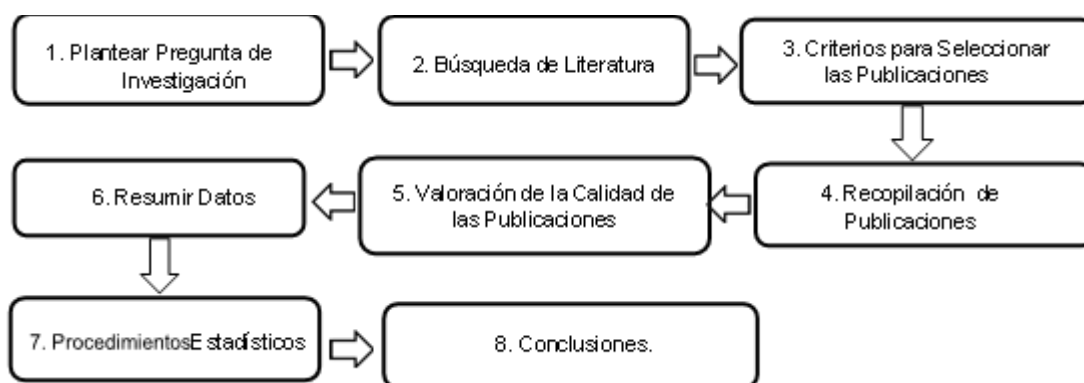 1. Plantear Pregunta de
Investigación
2. Búsqueda de Literatura
3. Criterios para Seleccionar
las Publicaciones
4. Recopilación de
Publicaciones
5. Valoración de la Calidad de
las Publicaciones
6. Resumir Datos
7. ProcedimientosEstadísticos
8. Conclusiones.